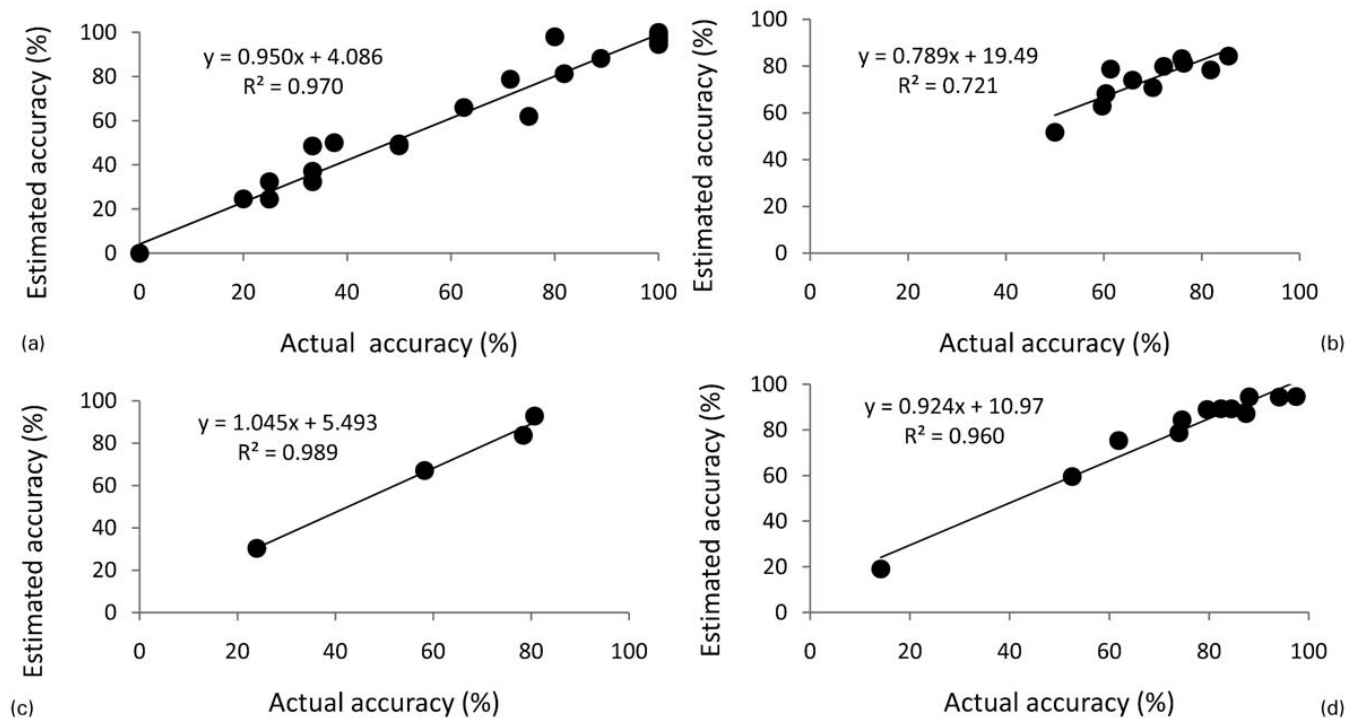 Estimated accuracy (%)
100
80
60
40
20
0
y = 0.950x + 4.086
R² = 0.970
0 20 40 60 80 100
Actual accuracy (%)
(a)
Estimated accuracy (%)
100
80
60
40
20
0
y = 0.789x + 19.49
R² = 0.721
0 20 40 60 80 100
Actual accuracy (%)
(b)
Estimated accuracy (%)
100
80
60
40
20
0
y = 1.045x + 5.493
R² = 0.989
0 20 40 60 80 100
Actual accuracy (%)
(c)
Estimated accuracy (%)
100
80
60
40
20
0
y = 0.924x + 10.97
R² = 0.960
0 20 40 60 80 100
Actual accuracy (%)
(d)